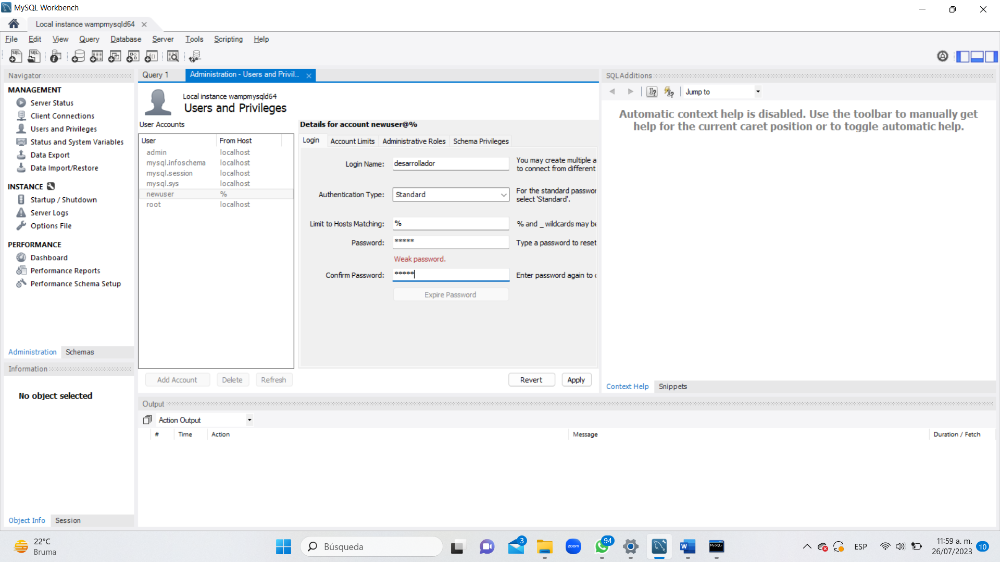 MySQL Workbench
Local instance wampmysqld64
File Edit View Query Database Server Tools Scripting Help
Navigator
MANAGEMENT
Server Status
Client Connections
Users and Privileges
Status and System Variables
Data Export
Data Import/Restore
INSTANCE
Startup / Shutdown
Server Logs
Options File
PERFORMANCE
Dashboard
Performance Reports
Performance Schema Setup
Administration Schemas
Information
No object selected
Object Info Session
Query 1 Administration - Users and Privil...
Local instance wampmysqld64
Users and Privileges
User Accounts
User From Host
admin localhost
mysql.infoschema localhost
mysql.session localhost
mysql.sys localhost
newuser %
root localhost
Add Account Delete Refresh
Details for account newuser@%
Login Account Limits Administrative Roles Schema Privileges
Login Name: desarrollador You may create multiple a
to connect from different
Authentication Type: Standard For the standard passwor
select 'Standard'.
Limit to Hosts Matching: % % and _ wildcards may be
Password: ***** Type a password to reset
Weak password.
Confirm Password: ***** Enter password again to c
Expire Password
Revert Apply
SQLAdditions
Jump to
Automatic context help is disabled. Use the toolbar to manually get
help for the current caret position or to toggle automatic help.
Context Help Snippets
Output
Action Output
# Time Action Message Duration / Fetch
22°C
Bruma
Búsqueda
3
zoom
94
W
MySQL
ESP
11:59 a. m.
26/07/2023
10